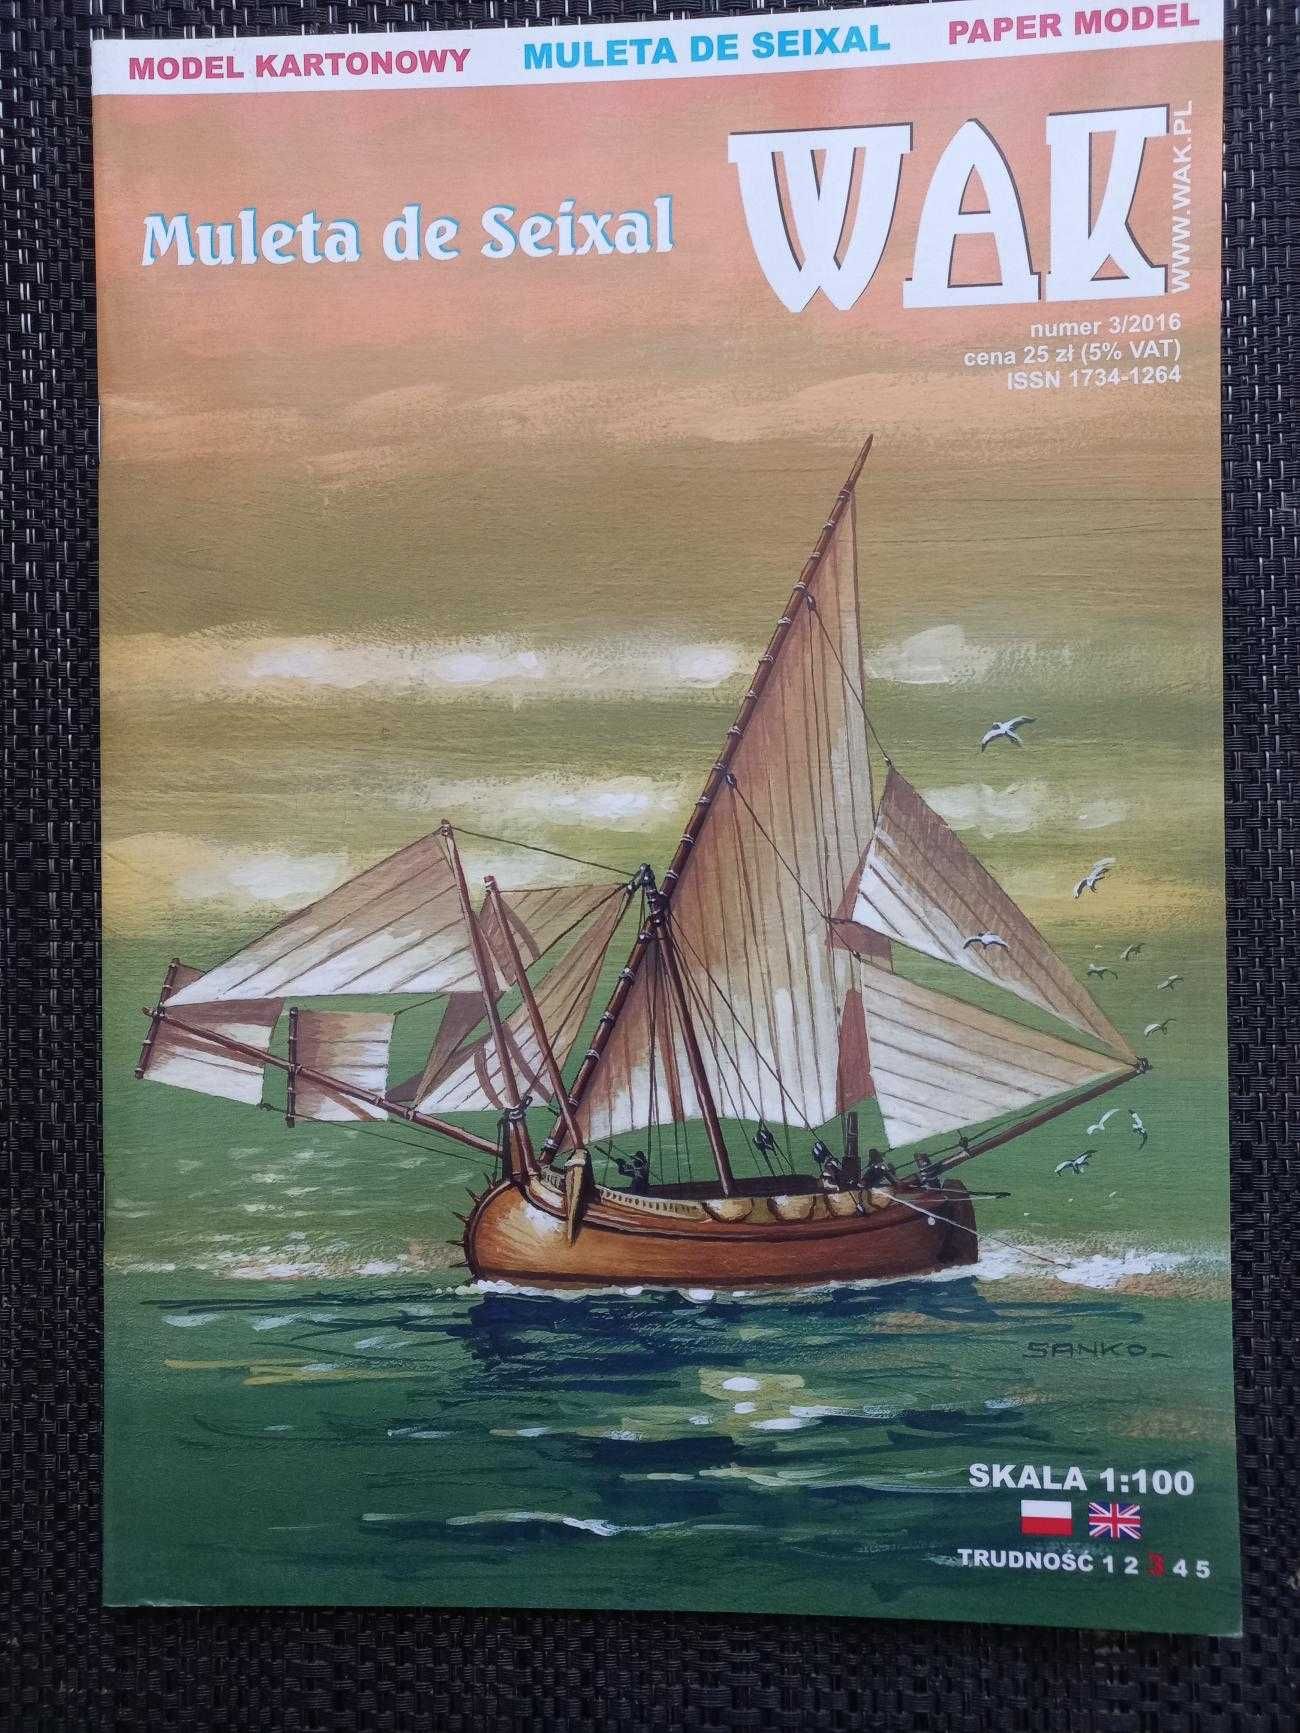 MODEL KARTONOWY MULETA DE SEIXAL PAPER MODEL
Muleta de Seixal
WAK
WWW.WAK.PL
numer 3/2016
cena 25 zł (5% VAT)
ISSN 1734-1264
SANKO
SKALA 1:100
TRUDNOŚĆ 1 2 3 4 5